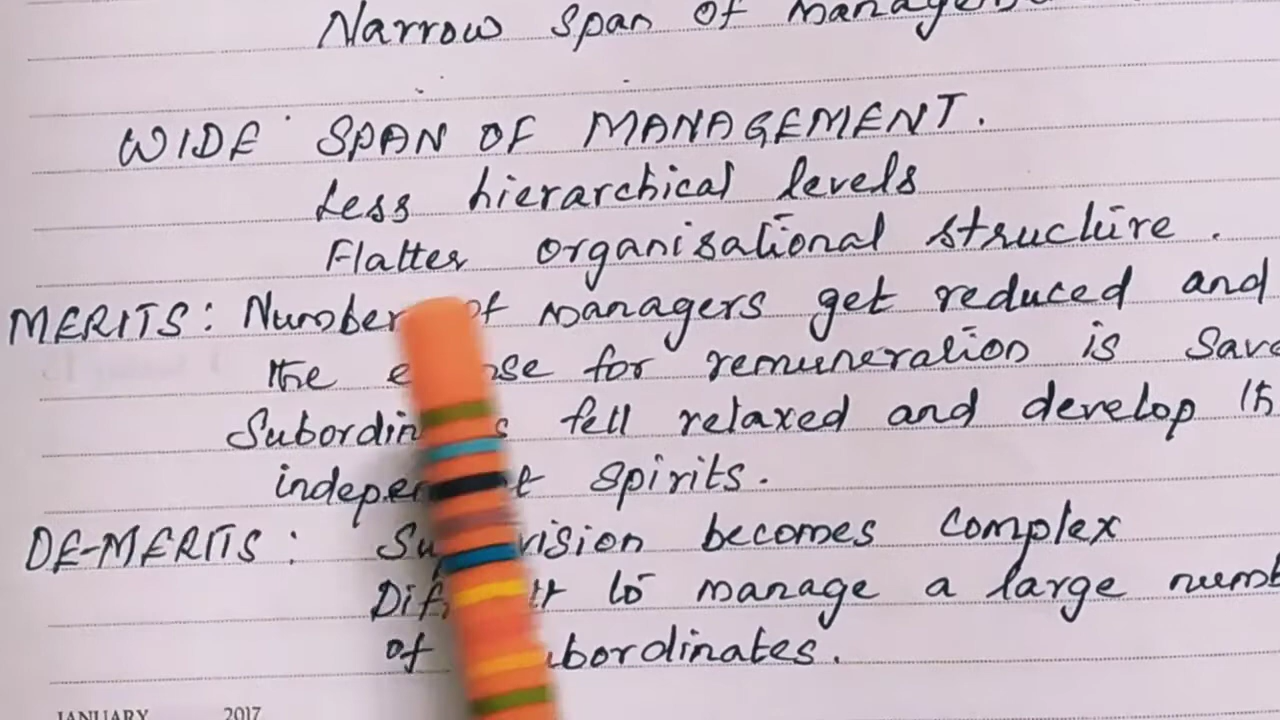 Narrow Span of
WIDE SPAN OF MANAGEMENT.
Less hierarchical levels
Flatter organisational structure.
MERITS: Number of managers get reduced and
the for remuneration is
fell relaxed and develop
spirits.
DE-MERITS: becomes complex
to manage a large
of
JANUARY 2017